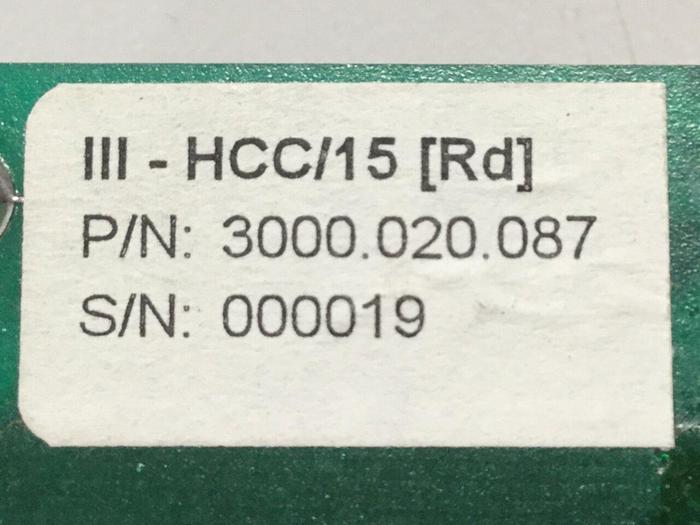 III - HCC/15 [Rd]
P/N: 3000.020.087
S/N: 000019